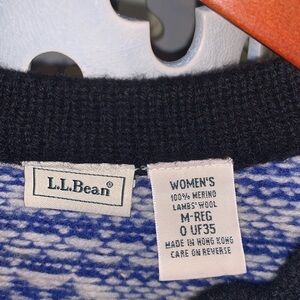 L.L.Bean®
WOMEN'S
100% MERINO
LAMBS' WOOL
M-REG
0 UF35
MADE IN HONG KONG
CARE ON REVERSE